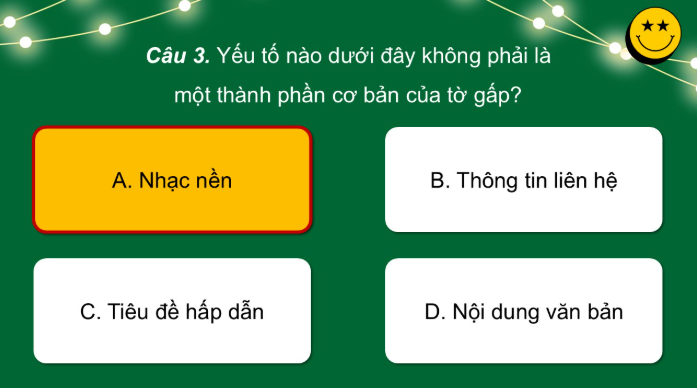 Câu 3. Yếu tố nào dưới đây không phải là
một thành phần cơ bản của tờ gấp?
A. Nhạc nền
B. Thông tin liên hệ
C. Tiêu đề hấp dẫn
D. Nội dung văn bản